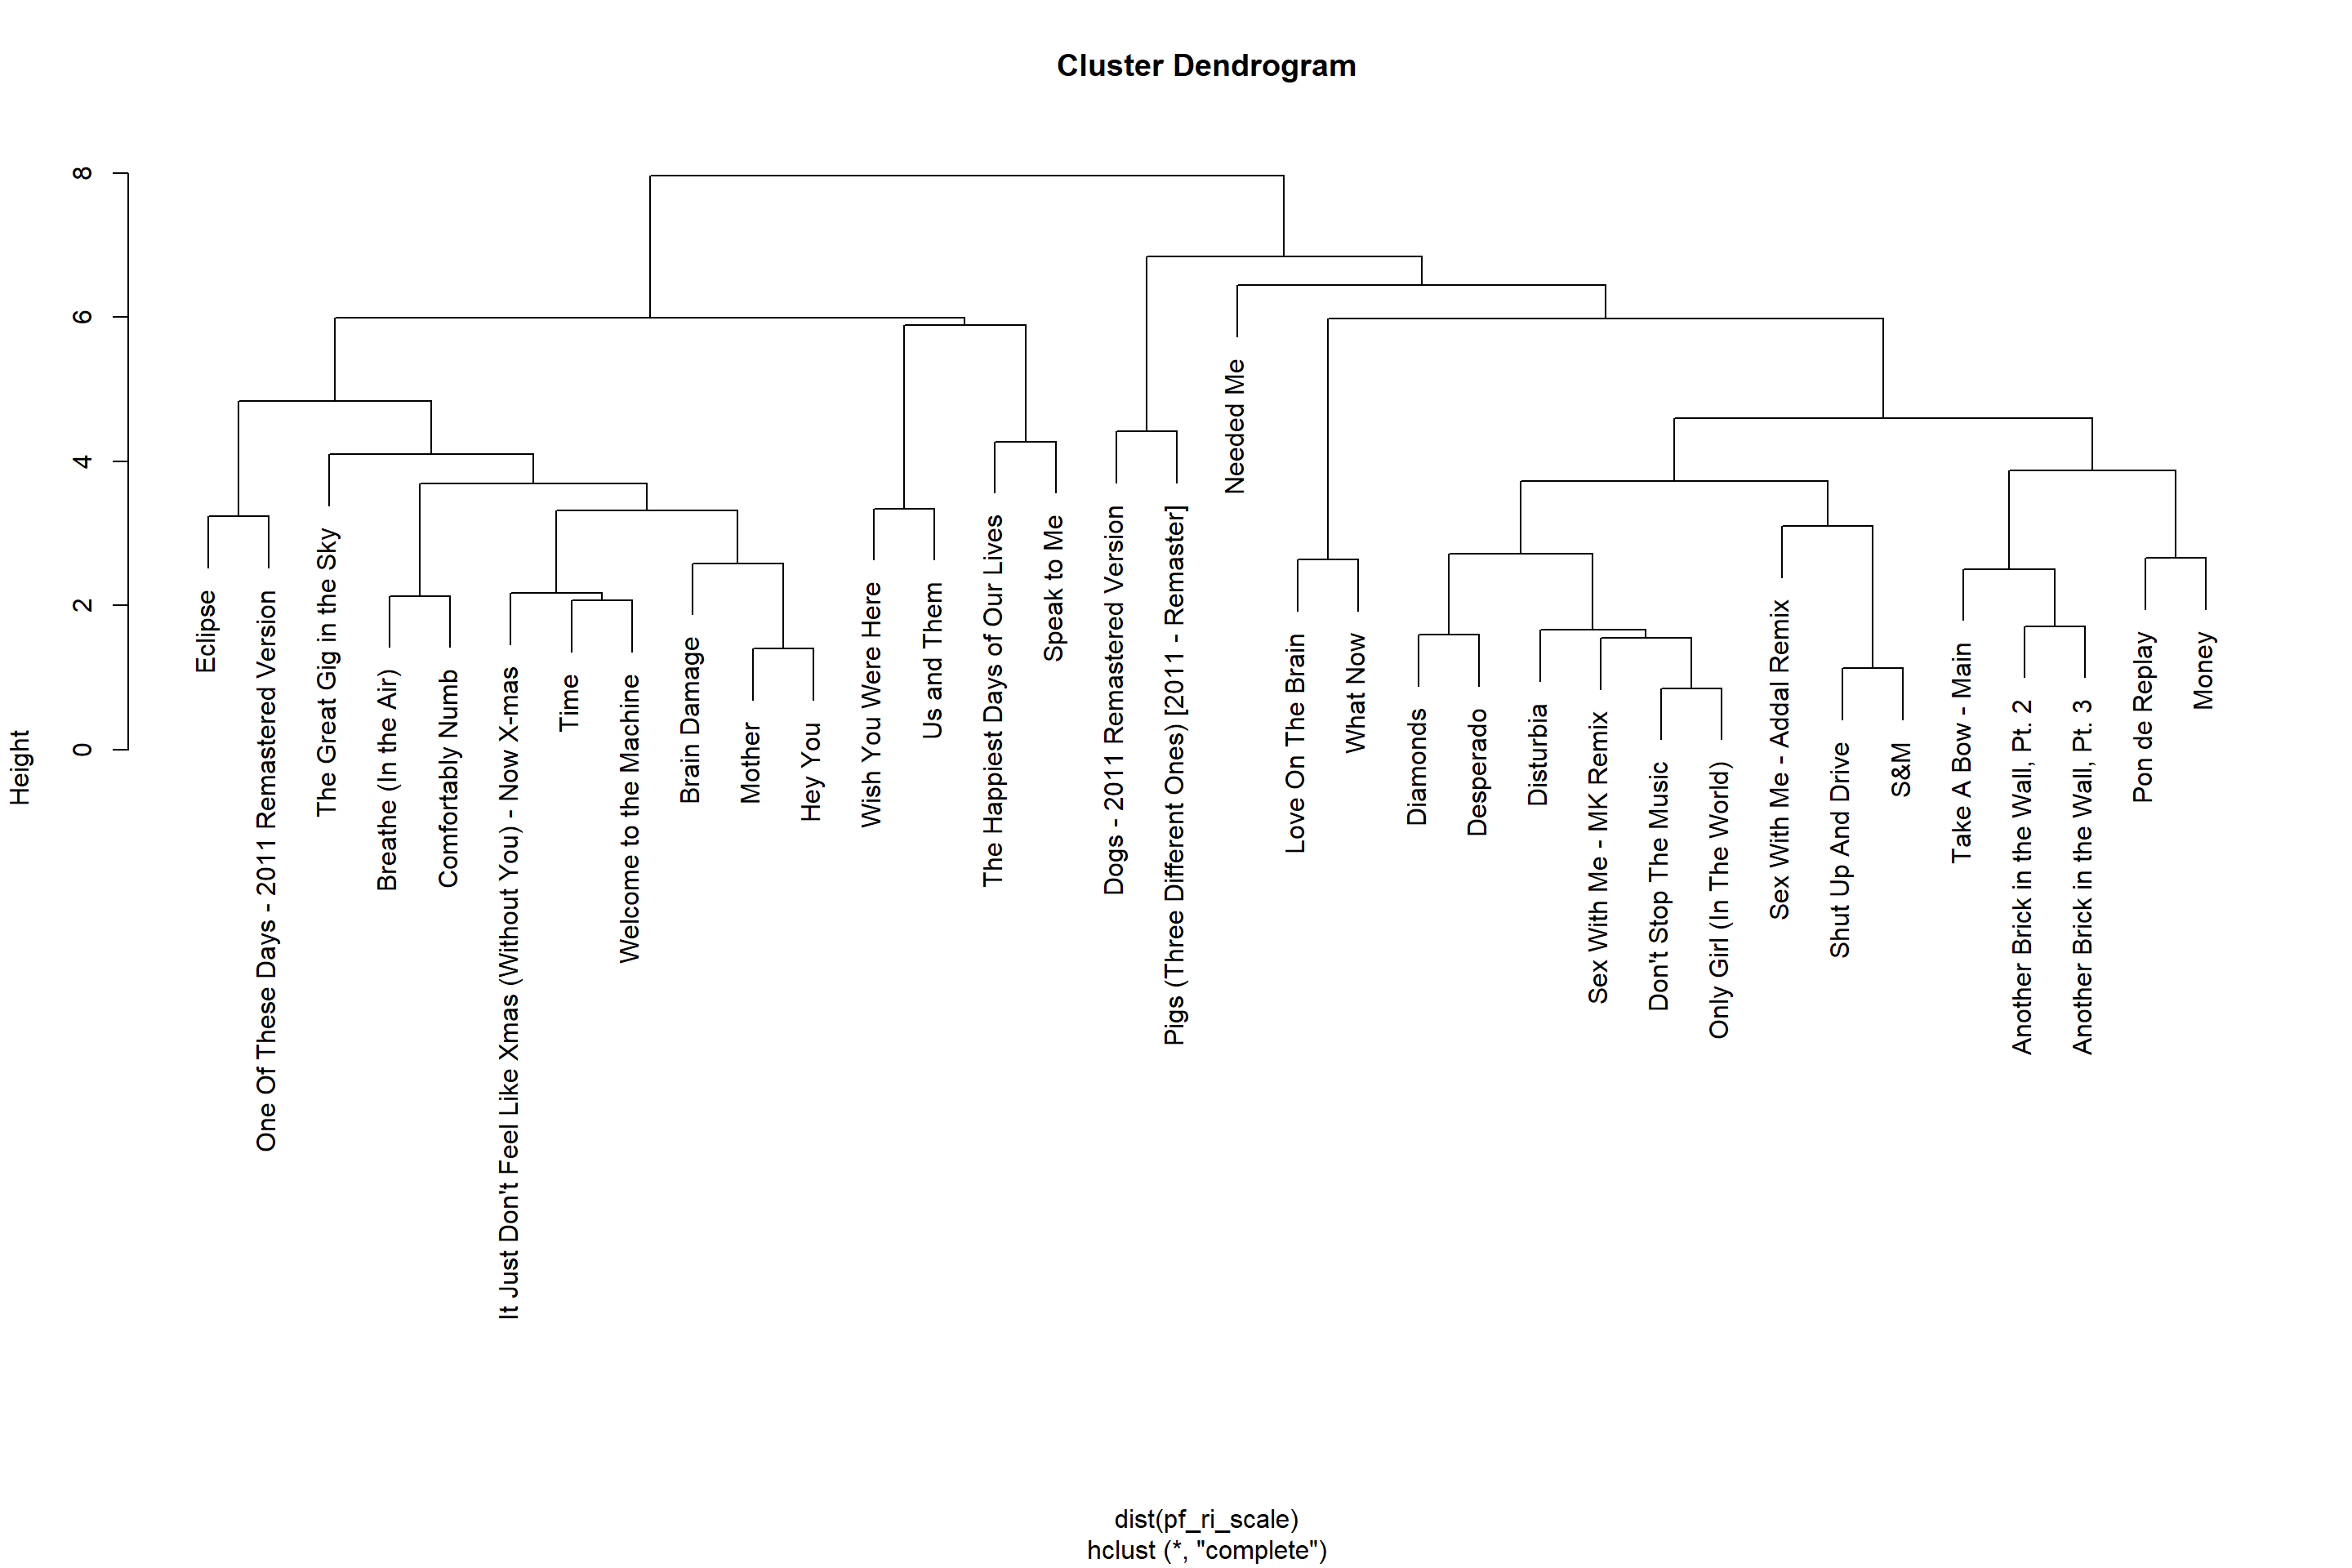 Cluster Dendrogram
Height
8
6
4
2
0
Eclipse
One Of These Days - 2011 Remastered Version
The Great Gig in the Sky
Breathe (In the Air)
Comfortably Numb
It Just Don't Feel Like Xmas (Without You) - Now X-mas
Time
Welcome to the Machine
Brain Damage
Mother
Hey You
Wish You Were Here
Us and Them
The Happiest Days of Our Lives
Speak to Me
Dogs - 2011 Remastered Version
Pigs (Three Different Ones) [2011 - Remaster]
Needed Me
Love On The Brain
What Now
Diamonds
Desperado
Disturbia
Sex With Me - MK Remix
Don't Stop The Music
Only Girl (In The World)
Sex With Me - Addal Remix
Shut Up And Drive
S&M
Take A Bow - Main
Another Brick in the Wall, Pt. 2
Another Brick in the Wall, Pt. 3
Pon de Replay
Money
dist(pf_ri_scale)
hclust (*, "complete")